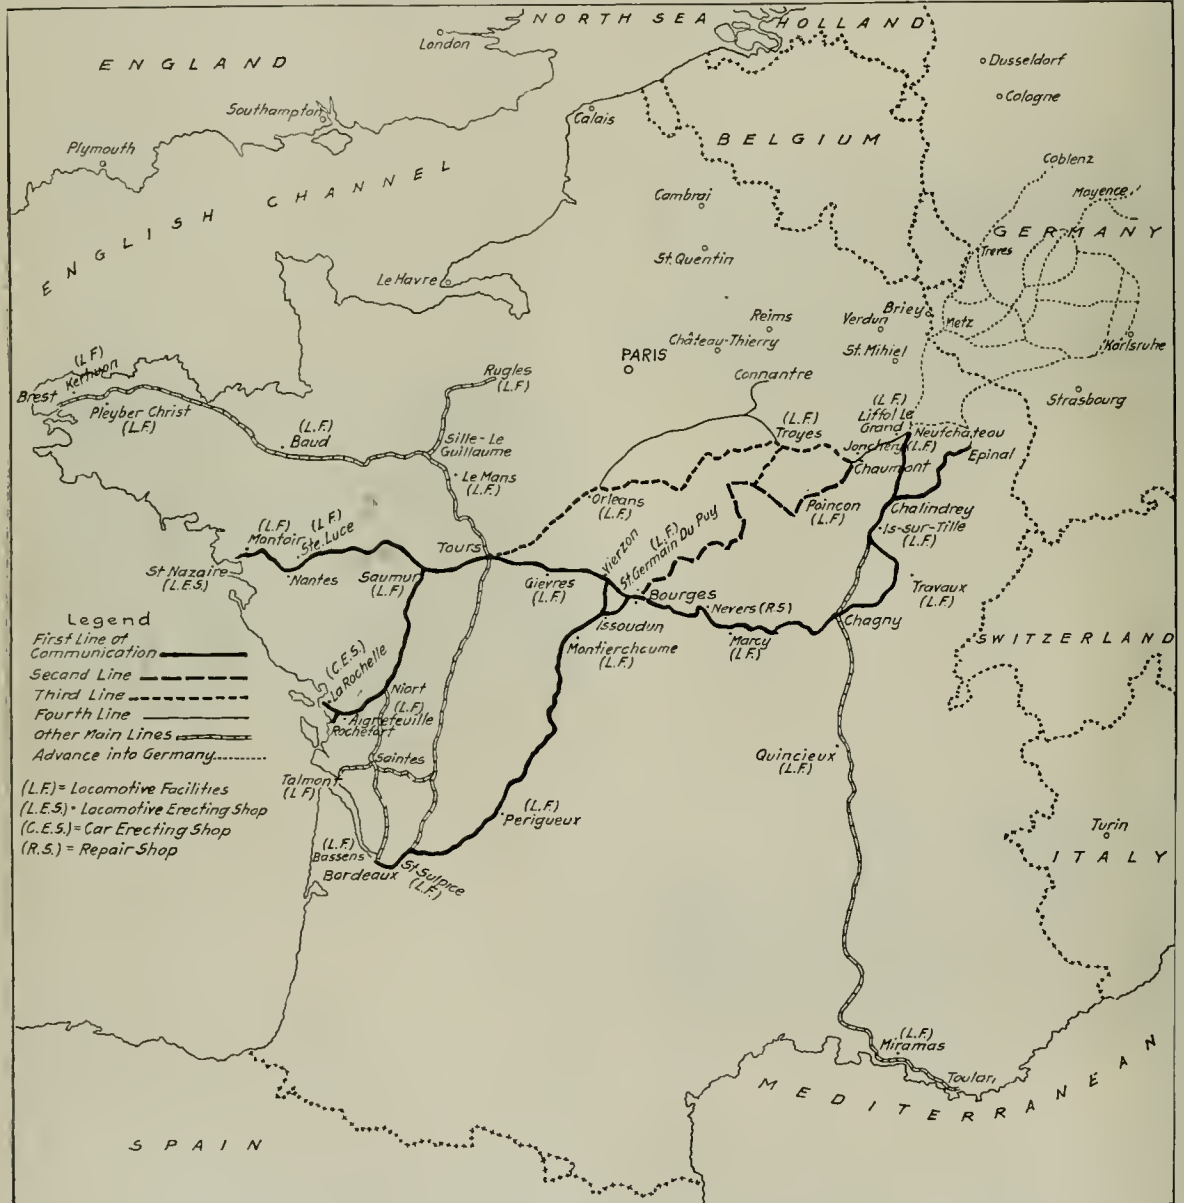 NORTH SEA
HOLLAND
London
ENGLAND
Dusseldorf
Cologne
Southampton
Calais
Plymouth
BELGIUM
Coblenz
Mayence
ENGLISH CHANNEL
Cambrai
GERMANY
Treves
St. Quentin
Le Havre
Reims
Verdun
Briey
Metz
Château-Thierry
St. Mihiel
Karlsruhe
PARIS
(L.F.)
Kerhuon
Brest
Rugles
(L.F.)
Connantre
Strasbourg
Pleyber Christ
(L.F.)
(L.F.)
Baud
Sille-Le
Guillaume
(L.F.)
Troyes
(L.F.)
Liffol Le
Grand
Neufchateau
Jonchery (L.F.)
Epinal
Chaumont
Le Mans
(L.F.)
Orleans
(L.F.)
Poincon
(L.F.)
Chalindrey
Is-sur-Tille
(L.F.)
(L.F.)
Montoir
(L.F.)
Ste. Luce
Tours
Vierzon
(L.F.)
St. Germain Du Puy
St Nazaire
(L.E.S.)
Nantes
Saumur
(L.F.)
Gievres
(L.F.)
Bourges
Nevers (R.S.)
Travaux
(L.F.)
Issoudun
Marcy
(L.F.)
Chagny
Montierchaume
(L.F.)
SWITZERLAND
Legend
First Line of
Communication
Second Line
Third Line
Fourth Line
Other Main Lines
Advance into Germany
(L.F.) = Locomotive Facilities
(L.E.S.) = Locomotive Erecting Shop
(C.E.S.) = Car Erecting Shop
(R.S.) = Repair Shop
(C.E.S.)
La Rochelle
Niort
(L.F.)
Aigrefeuille
Rochefort
Saintes
Talmont
(L.F.)
Quincieux
(L.F.)
(L.F.)
Perigueux
Turin
ITALY
(L.F.)
Bassens
Bordeaux
St. Sulpice
(L.F.)
(L.F.)
Miramas
Toulan
MEDITERRANEAN
SPAIN